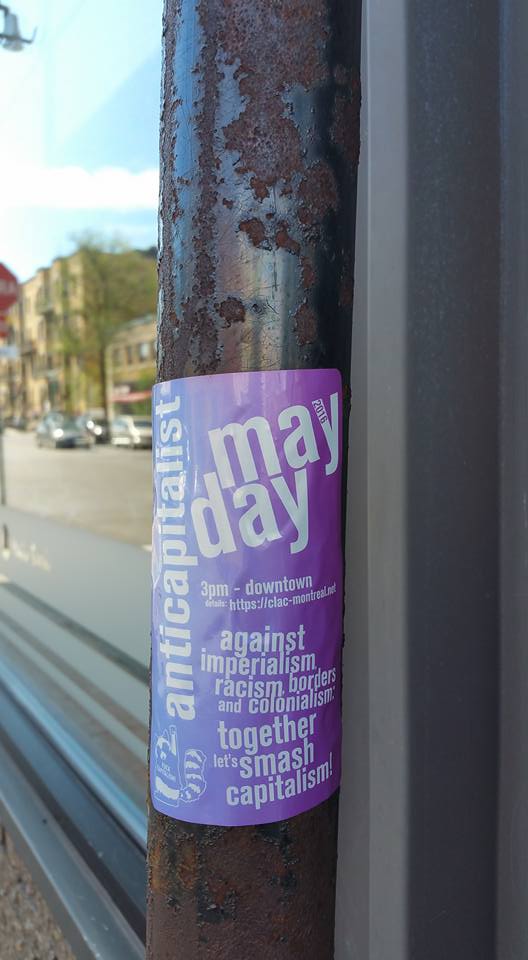 anticapitalist
may
2016
day
3pm - downtown
details: https://clac-montreal.net
against
imperialism
racism, borders
and colonialism:
together
let's smash
capitalism!